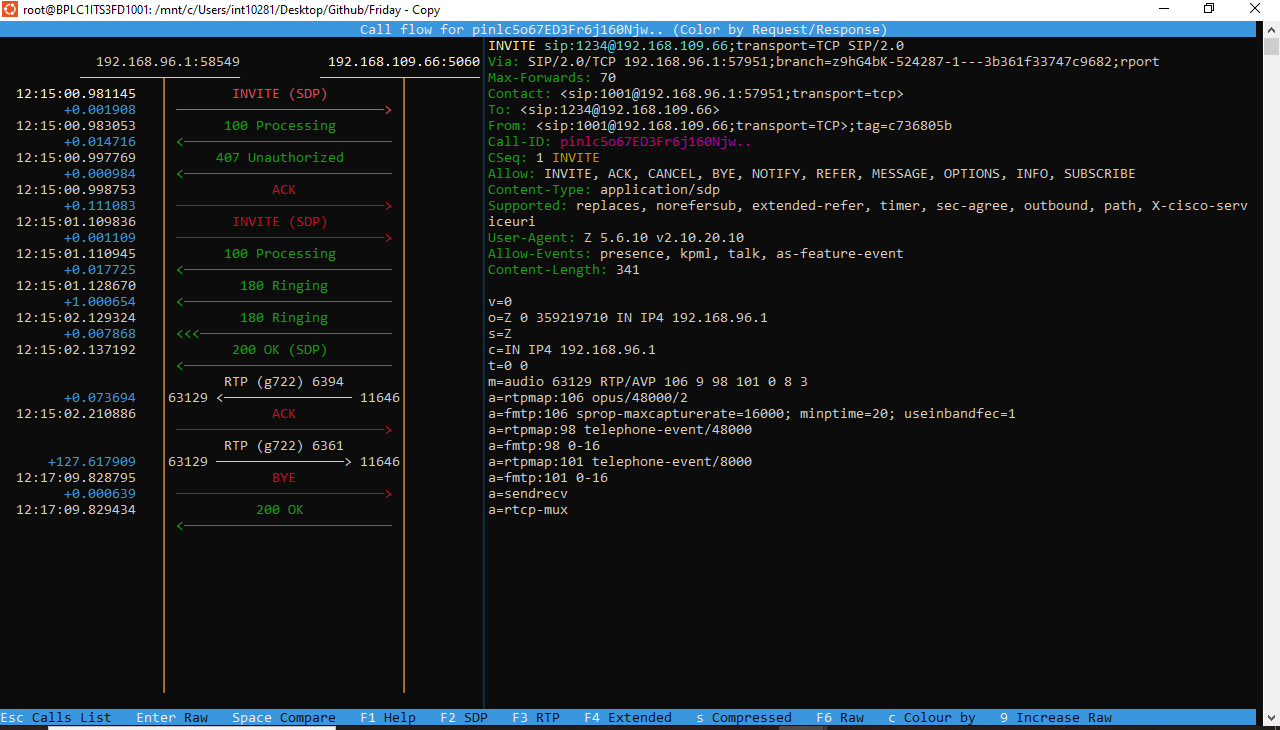 root@BPLC1ITS3FD1001: /mnt/c/Users/int10281/Desktop/Github/Friday - Copy
Call flow for pinlc5o67ED3Fr6j160Njw.. (Color by Request/Response)
192.168.96.1:58549 192.168.109.66:5060
12:15:00.981145 INVITE (SDP)
+0.001908
12:15:00.983053 100 Processing
+0.014716
12:15:00.997769 407 Unauthorized
+0.000984
12:15:00.998753 ACK
+0.111083
12:15:01.109836 INVITE (SDP)
+0.001109
12:15:01.110945 100 Processing
+0.017725
12:15:01.128670 180 Ringing
+1.000654
12:15:02.129324 180 Ringing
+0.007868 <<<
12:15:02.137192 200 OK (SDP)
RTP (g722) 6394
+0.073694 63129 < 11646
12:15:02.210886 ACK
RTP (g722) 6361
+127.617909 63129 > 11646
12:17:09.828795 BYE
+0.000639
12:17:09.829434 200 OK
INVITE sip:1234@192.168.109.66;transport=TCP SIP/2.0
Via: SIP/2.0/TCP 192.168.96.1:57951;branch=z9hG4bK-524287-1---3b361f33747c9682;rport
Max-Forwards: 70
Contact: <sip:1001@192.168.96.1:57951;transport=tcp>
To: <sip:1234@192.168.109.66>
From: <sip:1001@192.168.109.66;transport=TCP>;tag=c736805b
Call-ID: pinlc5o67ED3Fr6j160Njw..
CSeq: 1 INVITE
Allow: INVITE, ACK, CANCEL, BYE, NOTIFY, REFER, MESSAGE, OPTIONS, INFO, SUBSCRIBE
Content-Type: application/sdp
Supported: replaces, norefersub, extended-refer, timer, sec-agree, outbound, path, X-cisco-serv
iceuri
User-Agent: Z 5.6.10 v2.10.20.10
Allow-Events: presence, kpml, talk, as-feature-event
Content-Length: 341
v=0
o=Z 0 359219710 IN IP4 192.168.96.1
s=Z
c=IN IP4 192.168.96.1
t=0 0
m=audio 63129 RTP/AVP 106 9 98 101 0 8 3
a=rtpmap:106 opus/48000/2
a=fmtp:106 sprop-maxcapturerate=16000; minptime=20; useinbandfec=1
a=rtpmap:98 telephone-event/48000
a=fmtp:98 0-16
a=rtpmap:101 telephone-event/8000
a=fmtp:101 0-16
a=sendrecv
a=rtcp-mux
Esc Calls List Enter Raw Space Compare F1 Help F2 SDP F3 RTP F4 Extended s Compressed F6 Raw c Colour by 9 Increase Raw